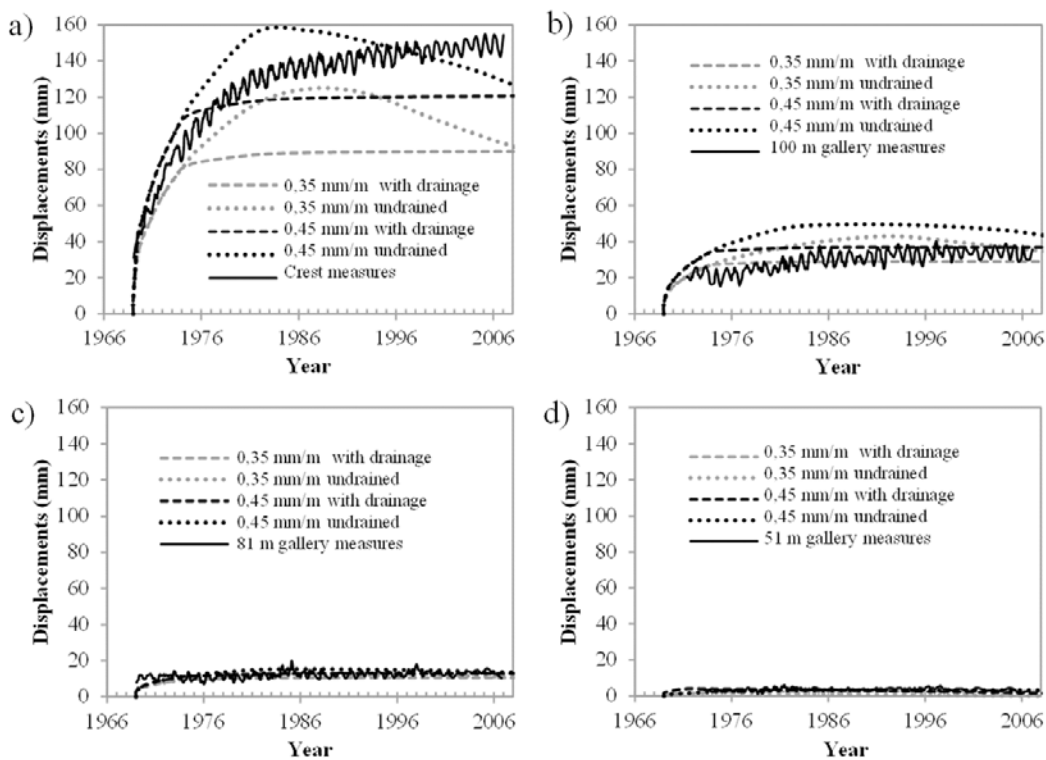 a)
Displacements (mm)
160
140
120
100
80
60
40
20
0
0,35 mm/m with drainage
0,35 mm/m undrained
0,45 mm/m with drainage
0,45 mm/m undrained
Crest measures
1966 1976 1986 1996 2006
Year
b)
Displacements (mm)
160
140
120
100
80
60
40
20
0
0,35 mm/m with drainage
0,35 mm/m undrained
0,45 mm/m with drainage
0,45 mm/m undrained
100 m gallery measures
1966 1976 1986 1996 2006
Year
c)
Displacements (mm)
160
140
120
100
80
60
40
20
0
0,35 mm/m with drainage
0,35 mm/m undrained
0,45 mm/m with drainage
0,45 mm/m undrained
81 m gallery measures
1966 1976 1986 1996 2006
Year
d)
Displacements (mm)
160
140
120
100
80
60
40
20
0
0,35 mm/m with drainage
0,35 mm/m undrained
0,45 mm/m with drainage
0,45 mm/m undrained
51 m gallery measures
1966 1976 1986 1996 2006
Year